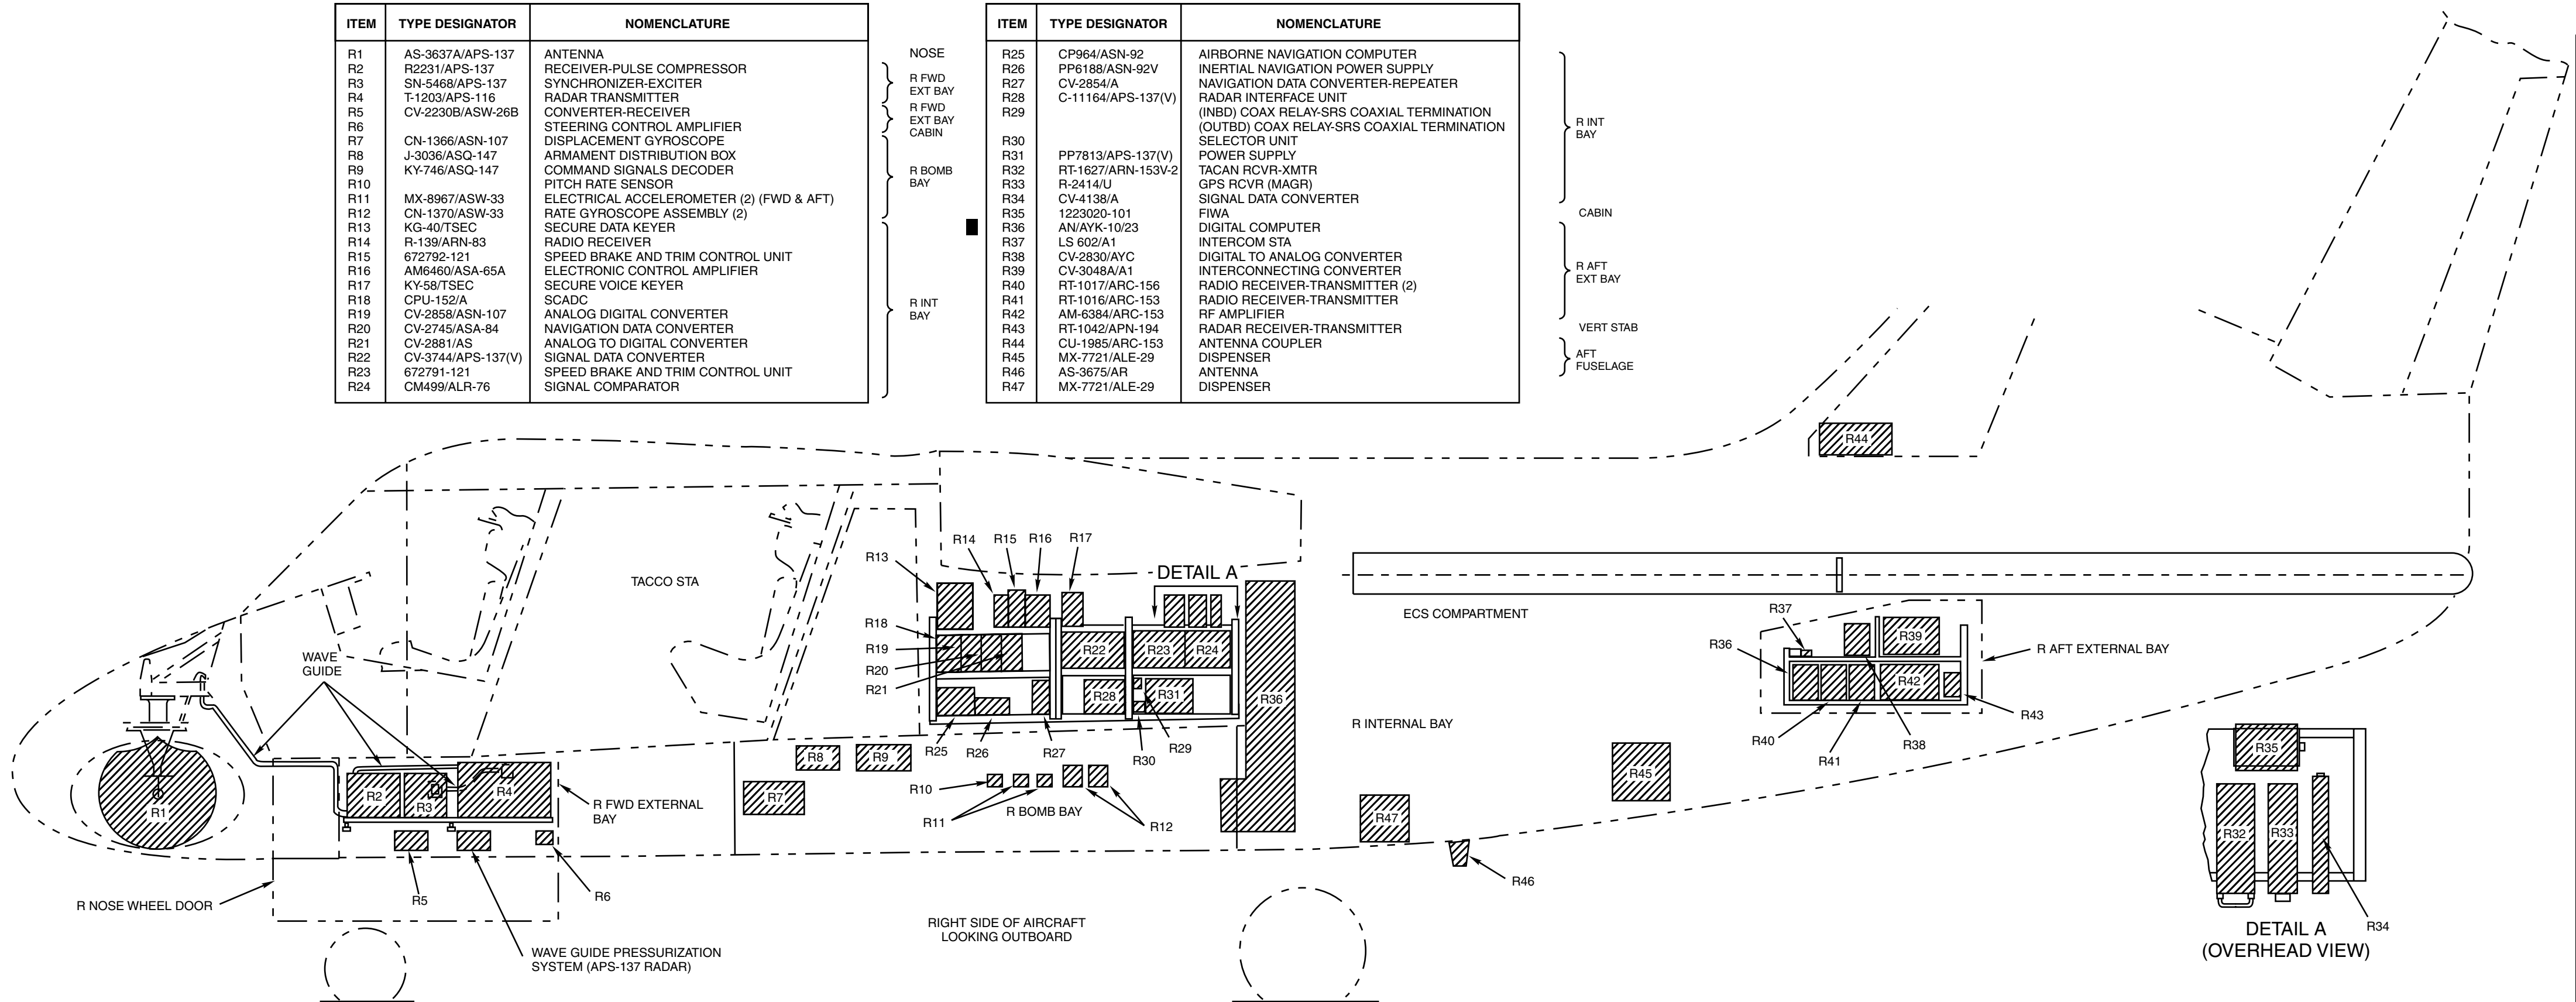 ITEM TYPE DESIGNATOR NOMENCLATURE
R1 AS-3637A/APS-137 ANTENNA
R2 R2231/APS-137 RECEIVER-PULSE COMPRESSOR
R3 SN-5468/APS-137 SYNCHRONIZER-EXCITER
R4 T-1203/APS-116 RADAR TRANSMITTER
R5 CV-2230B/ASW-26B CONVERTER-RECEIVER
R6 STEERING CONTROL AMPLIFIER
R7 CN-1366/ASN-107 DISPLACEMENT GYROSCOPE
R8 J-3036/ASQ-147 ARMAMENT DISTRIBUTION BOX
R9 KY-746/ASQ-147 COMMAND SIGNALS DECODER
R10 PITCH RATE SENSOR
R11 MX-8967/ASW-33 ELECTRICAL ACCELEROMETER (2) (FWD & AFT)
R12 CN-1370/ASW-33 RATE GYROSCOPE ASSEMBLY (2)
R13 KG-40/TSEC SECURE DATA KEYER
R14 R-139/ARN-83 RADIO RECEIVER
R15 672792-121 SPEED BRAKE AND TRIM CONTROL UNIT
R16 AM6460/ASA-65A ELECTRONIC CONTROL AMPLIFIER
R17 KY-58/TSEC SECURE VOICE KEYER
R18 CPU-152/A SCADC
R19 CV-2858/ASN-107 ANALOG DIGITAL CONVERTER
R20 CV-2745/ASA-84 NAVIGATION DATA CONVERTER
R21 CV-2881/AS ANALOG TO DIGITAL CONVERTER
R22 CV-3744/APS-137(V) SIGNAL DATA CONVERTER
R23 672791-121 SPEED BRAKE AND TRIM CONTROL UNIT
R24 CM499/ALR-76 SIGNAL COMPARATOR
NOSE
R FWD
EXT BAY
R FWD
EXT BAY
CABIN
R BOMB
BAY
R INT
BAY
ITEM TYPE DESIGNATOR NOMENCLATURE
R25 CP964/ASN-92 AIRBORNE NAVIGATION COMPUTER
R26 PP6188/ASN-92V INERTIAL NAVIGATION POWER SUPPLY
R27 CV-2854/A NAVIGATION DATA CONVERTER-REPEATER
R28 C-11164/APS-137(V) RADAR INTERFACE UNIT
R29 (INBD) COAX RELAY-SRS COAXIAL TERMINATION
(OUTBD) COAX RELAY-SRS COAXIAL TERMINATION
R30 SELECTOR UNIT
R31 PP7813/APS-137(V) POWER SUPPLY
R32 RT-1627/ARN-153V-2 TACAN RCVR-XMTR
R33 R-2414/U GPS RCVR (MAGR)
R34 CV-4138/A SIGNAL DATA CONVERTER
R35 1223020-101 FIWA
R36 AN/AYK-10/23 DIGITAL COMPUTER
R37 LS 602/A1 INTERCOM STA
R38 CV-2830/AYC DIGITAL TO ANALOG CONVERTER
R39 CV-3048A/A1 INTERCONNECTING CONVERTER
R40 RT-1017/ARC-156 RADIO RECEIVER-TRANSMITTER (2)
R41 RT-1016/ARC-153 RADIO RECEIVER-TRANSMITTER
R42 AM-6384/ARC-153 RF AMPLIFIER
R43 RT-1042/APN-194 RADAR RECEIVER-TRANSMITTER
R44 CU-1985/ARC-153 ANTENNA COUPLER
R45 MX-7721/ALE-29 DISPENSER
R46 AS-3675/AR ANTENNA
R47 MX-7721/ALE-29 DISPENSER
R INT
BAY
CABIN
R AFT
EXT BAY
VERT STAB
AFT
FUSELAGE
R44
R14 R15 R16 R17
R13
DETAIL A
TACCO STA
ECS COMPARTMENT
R37
R18
R19
R20
R21
R22 R23 R24
R36 R39
R AFT EXTERNAL BAY
WAVE
GUIDE
R28 R31
R36
R42
R43
R INTERNAL BAY
R40 R38
R41
R25 R26 R27 R29
R30
R8 R9
R35
R45
R10
R7
R2 R3 R4
R1
R FWD EXTERNAL
BAY
R11
R BOMB BAY
R12
R47
R32 R33
R46
R5
R6
R NOSE WHEEL DOOR
RIGHT SIDE OF AIRCRAFT
LOOKING OUTBOARD
R34
DETAIL A
(OVERHEAD VIEW)
WAVE GUIDE PRESSURIZATION
SYSTEM (APS-137 RADAR)